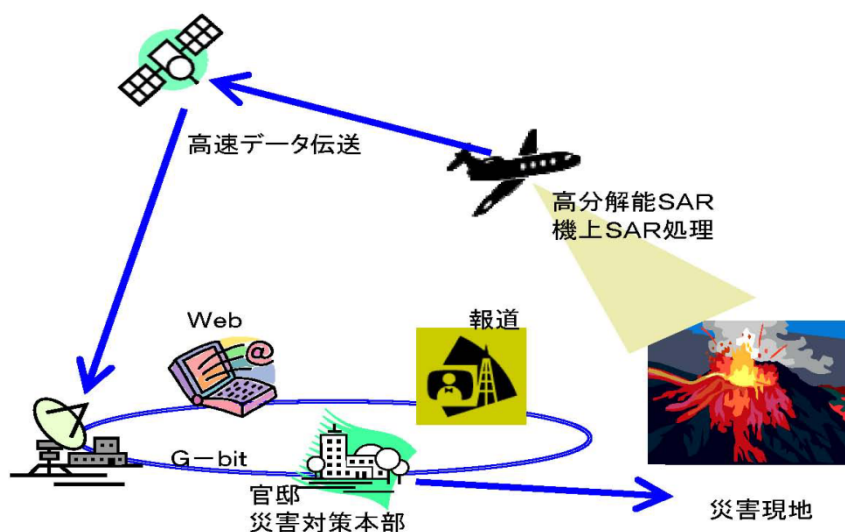 高速データ伝送
高分解能SAR
機上SAR処理
Web
@
報道
G-bit
官邸
災害対策本部
災害現地